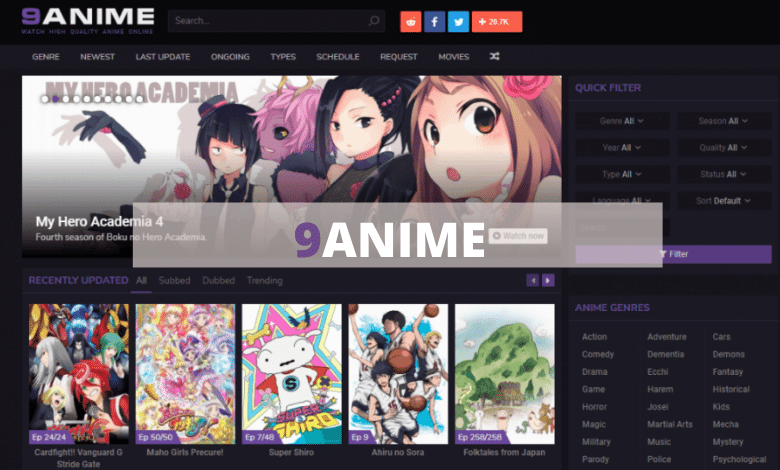 9ANIME
WATCH HIGH QUALITY ANIME ONLINE
Search...
20.7K
GENRE NEWEST LAST UPDATE ONGOING TYPES SCHEDULE REQUEST MOVIES
MY HERO ACADEMIA
My Hero Academia 4
Fourth season of Boku no Hero Academia.
Watch now
9ANIME
QUICK FILTER
Genre All Season All
Year All Quality All
Type All Status All
Language All Sort Default
Filter
RECENTLY UPDATED All Subbed Dubbed Trending
SUPER SHIRO
Ep 24/24 Ep 50/50 Ep 7/48 Ep 9 Ep 258/258
Cardfight!! Vanguard G Stride Gate
Maho Girls Precure!
Super Shiro
Ahiru no Sora
Folktales from Japan
ANIME GENRES
Action Adventure Cars
Comedy Dementia Demons
Drama Ecchi Fantasy
Game Harem Historical
Horror Josei Kids
Magic Martial Arts Mecha
Military Music Mystery
Parody Police Psychological